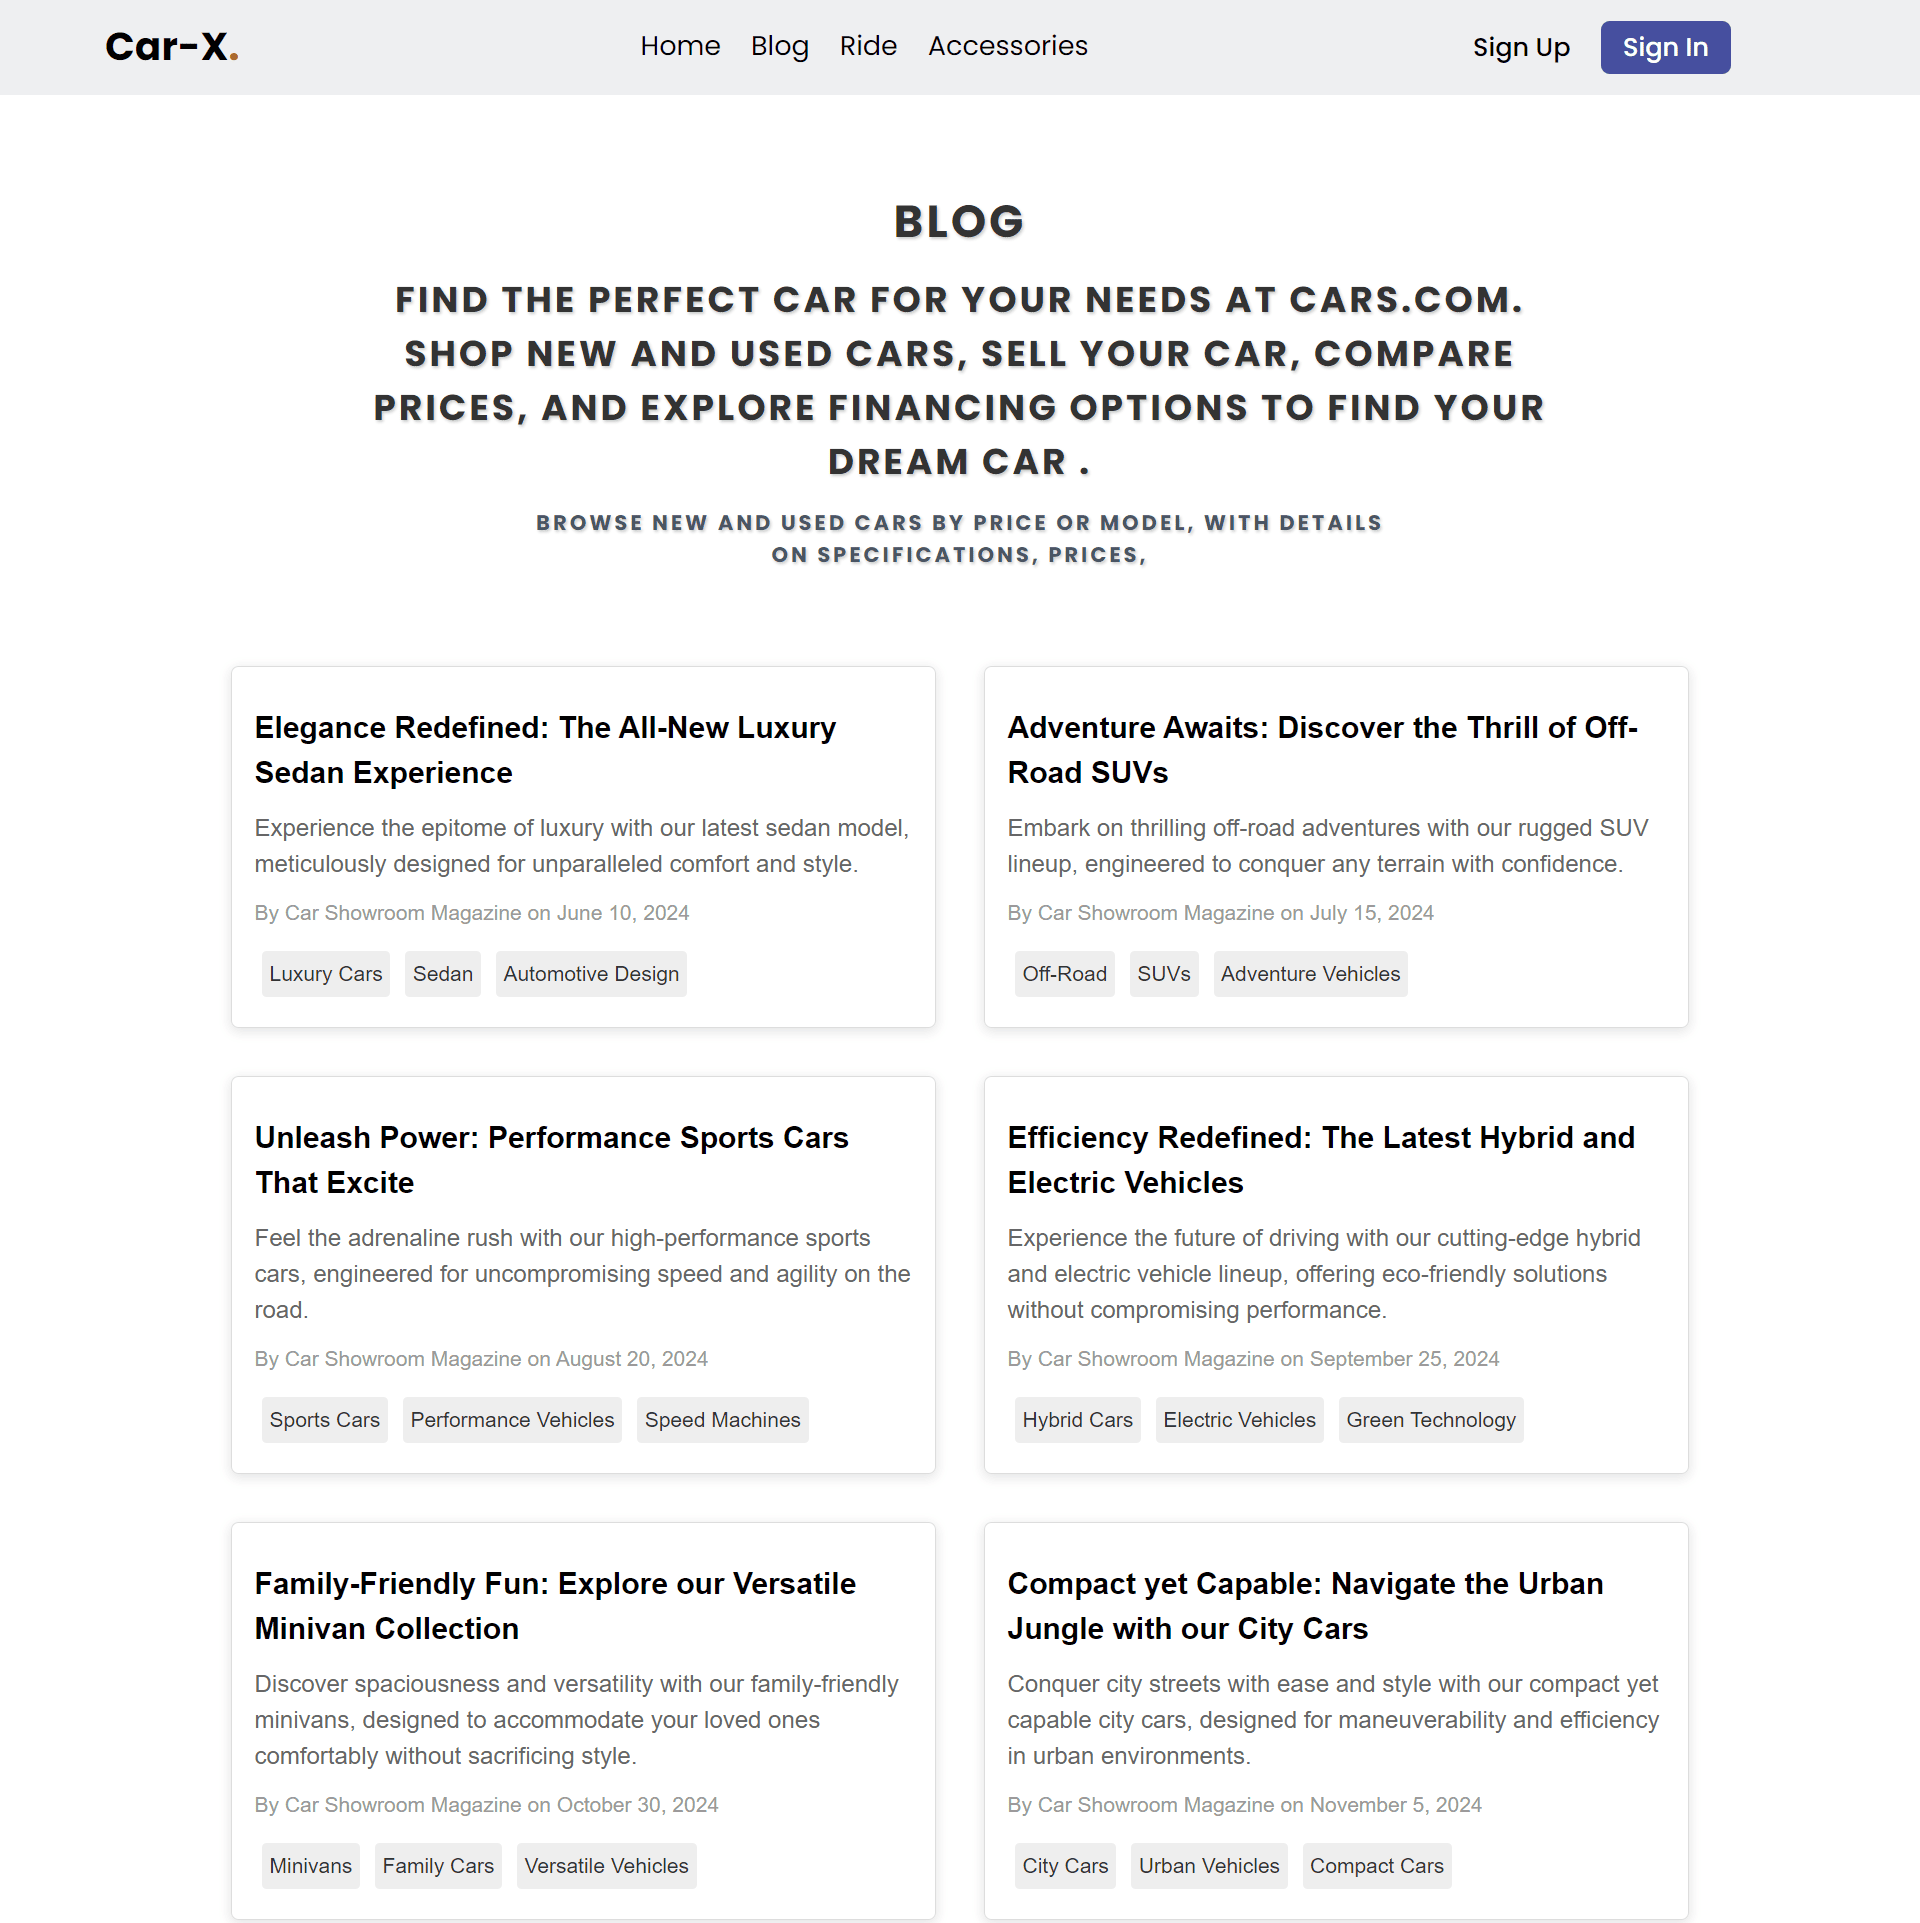 Car-X.
Home Blog Ride Accessories
Sign Up Sign In
BLOG
FIND THE PERFECT CAR FOR YOUR NEEDS AT CARS.COM.
SHOP NEW AND USED CARS, SELL YOUR CAR, COMPARE
PRICES, AND EXPLORE FINANCING OPTIONS TO FIND YOUR
DREAM CAR .
BROWSE NEW AND USED CARS BY PRICE OR MODEL, WITH DETAILS
ON SPECIFICATIONS, PRICES,
Elegance Redefined: The All-New Luxury
Sedan Experience
Experience the epitome of luxury with our latest sedan model,
meticulously designed for unparalleled comfort and style.
By Car Showroom Magazine on June 10, 2024
Luxury Cars Sedan Automotive Design
Adventure Awaits: Discover the Thrill of Off-
Road SUVs
Embark on thrilling off-road adventures with our rugged SUV
lineup, engineered to conquer any terrain with confidence.
By Car Showroom Magazine on July 15, 2024
Off-Road SUVs Adventure Vehicles
Unleash Power: Performance Sports Cars
That Excite
Feel the adrenaline rush with our high-performance sports
cars, engineered for uncompromising speed and agility on the
road.
By Car Showroom Magazine on August 20, 2024
Sports Cars Performance Vehicles Speed Machines
Efficiency Redefined: The Latest Hybrid and
Electric Vehicles
Experience the future of driving with our cutting-edge hybrid
and electric vehicle lineup, offering eco-friendly solutions
without compromising performance.
By Car Showroom Magazine on September 25, 2024
Hybrid Cars Electric Vehicles Green Technology
Family-Friendly Fun: Explore our Versatile
Minivan Collection
Discover spaciousness and versatility with our family-friendly
minivans, designed to accommodate your loved ones
comfortably without sacrificing style.
By Car Showroom Magazine on October 30, 2024
Minivans Family Cars Versatile Vehicles
Compact yet Capable: Navigate the Urban
Jungle with our City Cars
Conquer city streets with ease and style with our compact yet
capable city cars, designed for maneuverability and efficiency
in urban environments.
By Car Showroom Magazine on November 5, 2024
City Cars Urban Vehicles Compact Cars